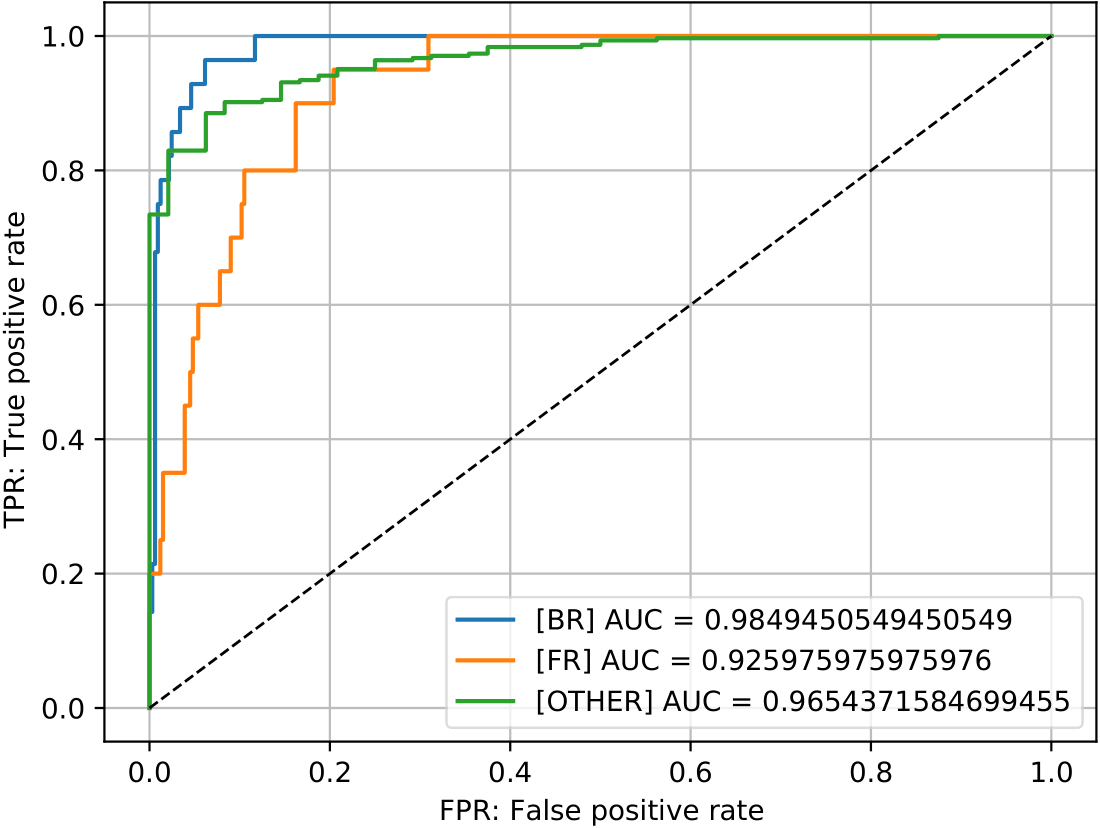 1.0
0.8
0.6
0.4
0.2
0.0
TPR: True positive rate
[BR] AUC = 0.9849450549450549
[FR] AUC = 0.925975975975976
[OTHER] AUC = 0.9654371584699455
0.0 0.2 0.4 0.6 0.8 1.0
FPR: False positive rate